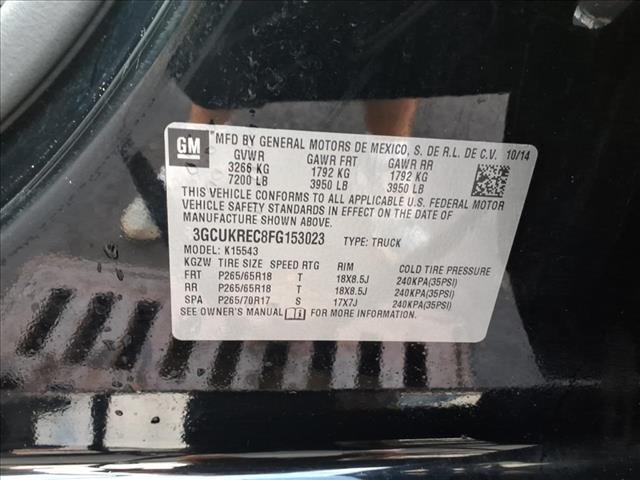 GM MFD BY GENERAL MOTORS DE MEXICO, S. DE R.L. DE C.V. 10/14
GVWR GAWR FRT GAWR RR
3266 KG 1792 KG 1792 KG
7200 LB 3950 LB 3950 LB
THIS VEHICLE CONFORMS TO ALL APPLICABLE U.S. FEDERAL MOTOR
VEHICLE SAFETY STANDARDS IN EFFECT ON THE DATE OF MANUFACTURE
SHOWN ABOVE.
3GCUKREC8FG153023 TYPE: TRUCK
MODEL: K15543
KGZW TIRE SIZE SPEED RTG RIM COLD TIRE PRESSURE
FRT P265/65R18 T 18X8.5J 240KPA(35PSI)
RR P265/65R18 T 18X8.5J 240KPA(35PSI)
SPA P265/70R17 S 17X7J 240KPA(35PSI)
SEE OWNER'S MANUAL FOR MORE INFORMATION.